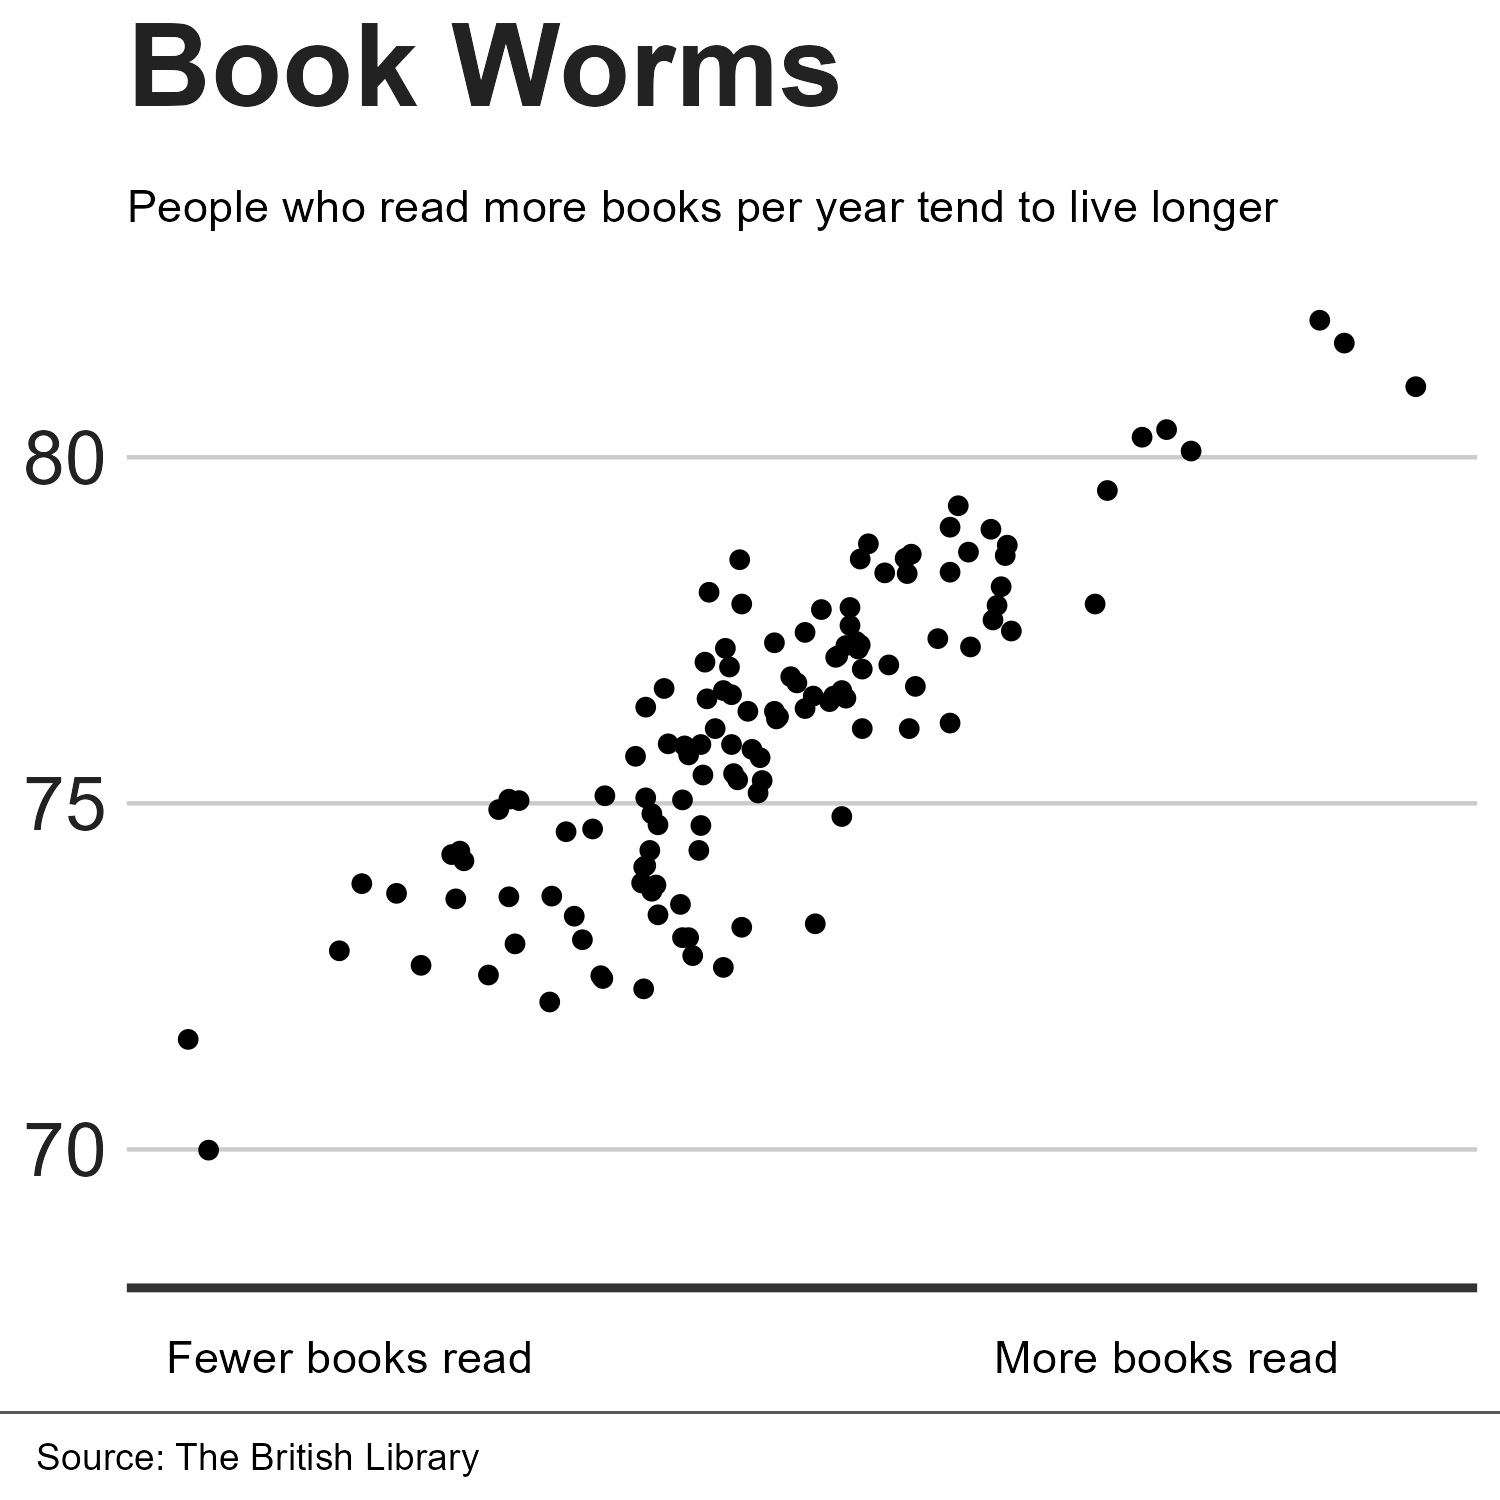 Book Worms
People who read more books per year tend to live longer
80
75
70
Fewer books read More books read
Source: The British Library